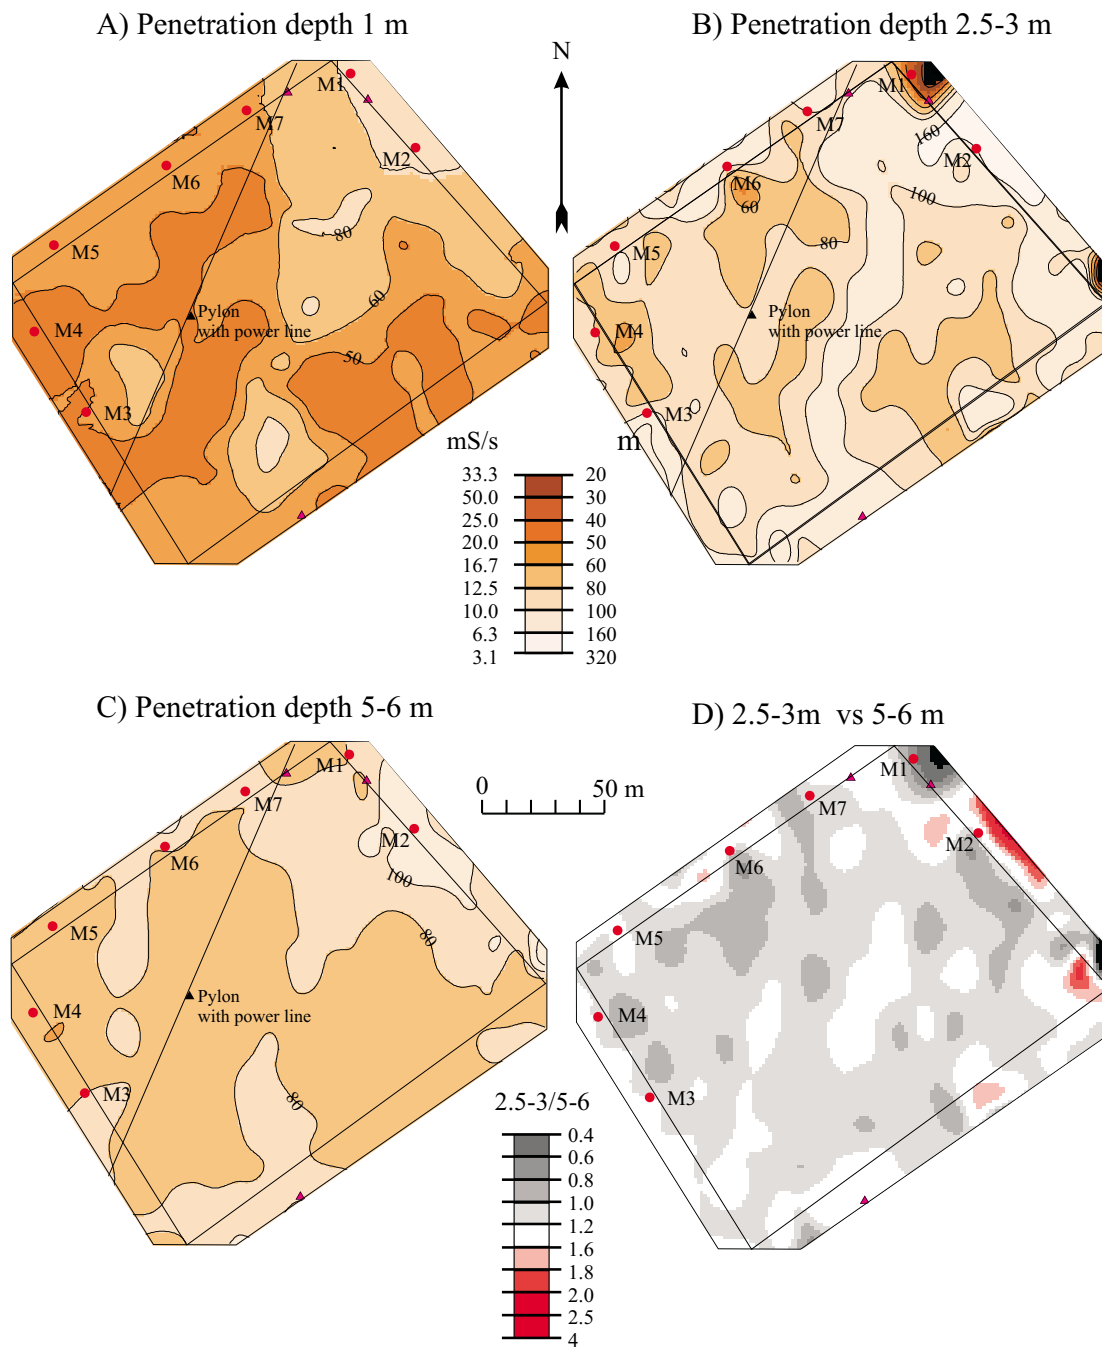 A) Penetration depth 1 m
B) Penetration depth 2.5-3 m
N
M1
M7
M2
M6
M5
M4
M3
80
60
50
Pylon
with power line
M1
M7
M2
M6
M5
M4
M3
160
100
60
80
Pylon
with power line
mS/s
m
33.3 20
50.0 30
25.0 40
20.0 50
16.7 60
12.5 80
10.0 100
6.3 160
3.1 320
C) Penetration depth 5-6 m
D) 2.5-3m vs 5-6 m
0 50 m
M1
M7
M2
M6
M5
M4
M3
100
80
80
Pylon
with power line
M1
M7
M2
M6
M5
M4
M3
2.5-3/5-6
0.4
0.6
0.8
1.0
1.2
1.6
1.8
2.0
2.5
4